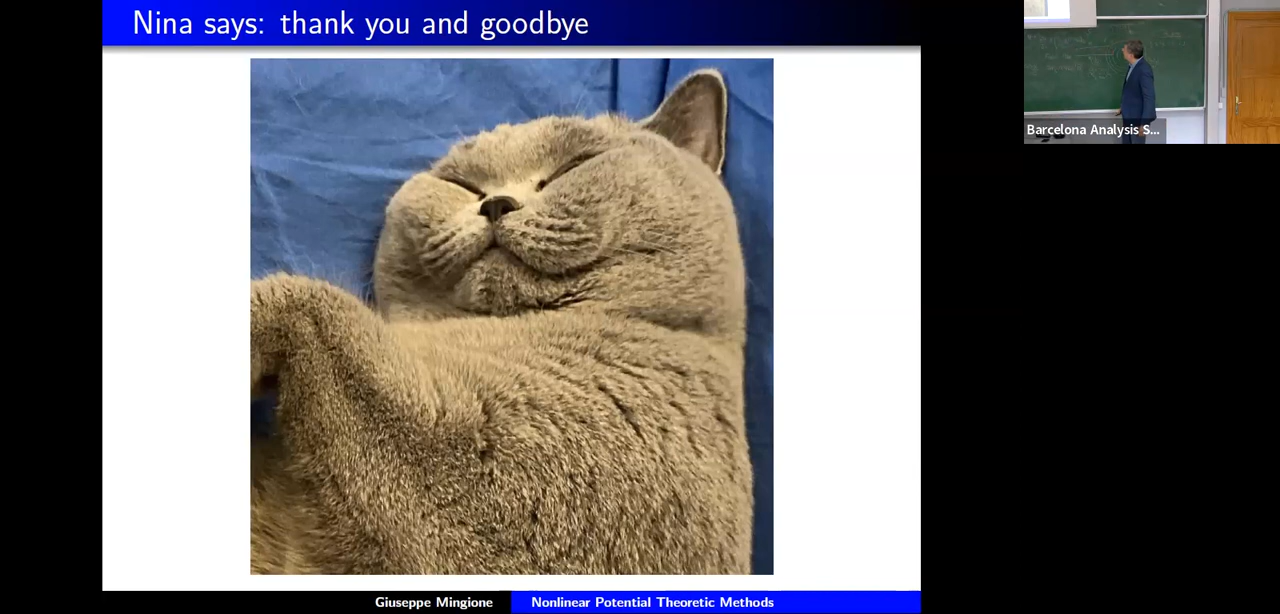 Nina says: thank you and goodbye
Barcelona Analysis S...
Giuseppe Mingione
Nonlinear Potential Theoretic Methods